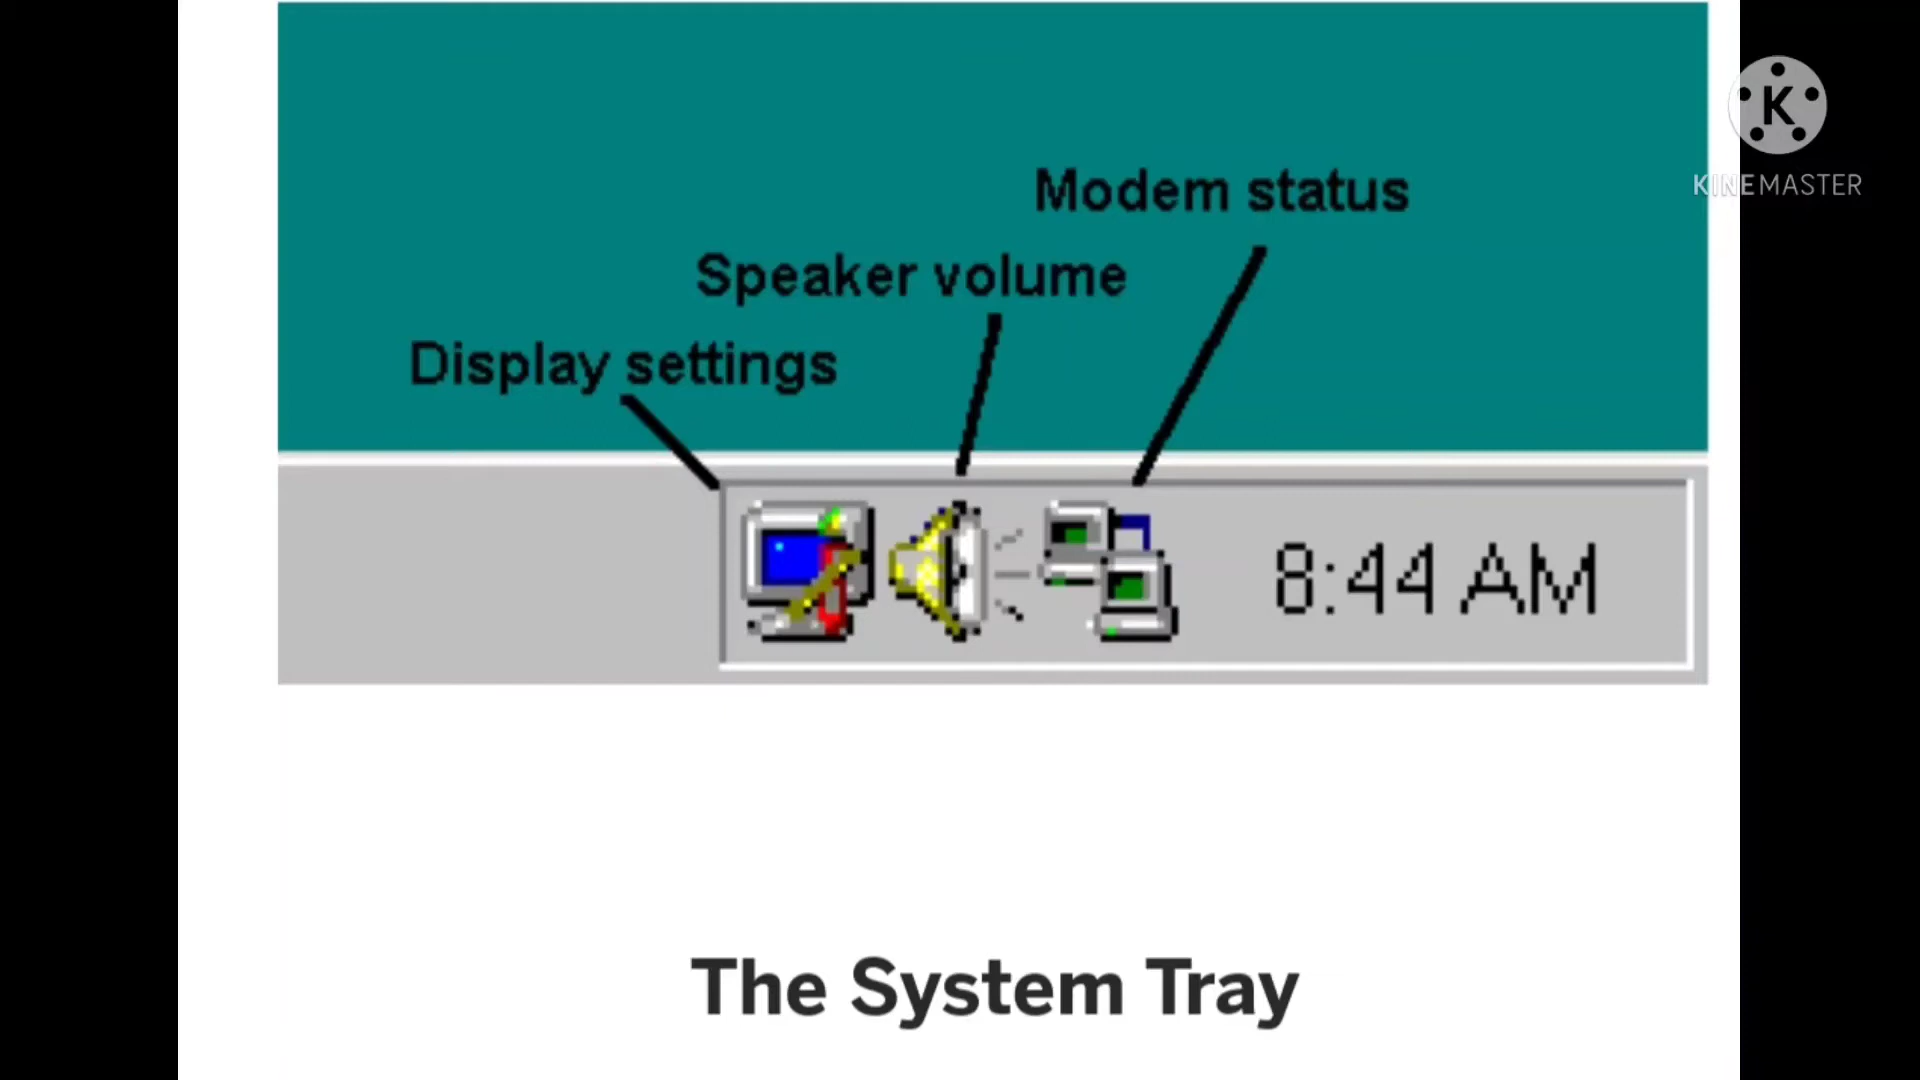 Modem status
Speaker volume
Display settings
8:44 AM
The System Tray
K
KINEMASTER